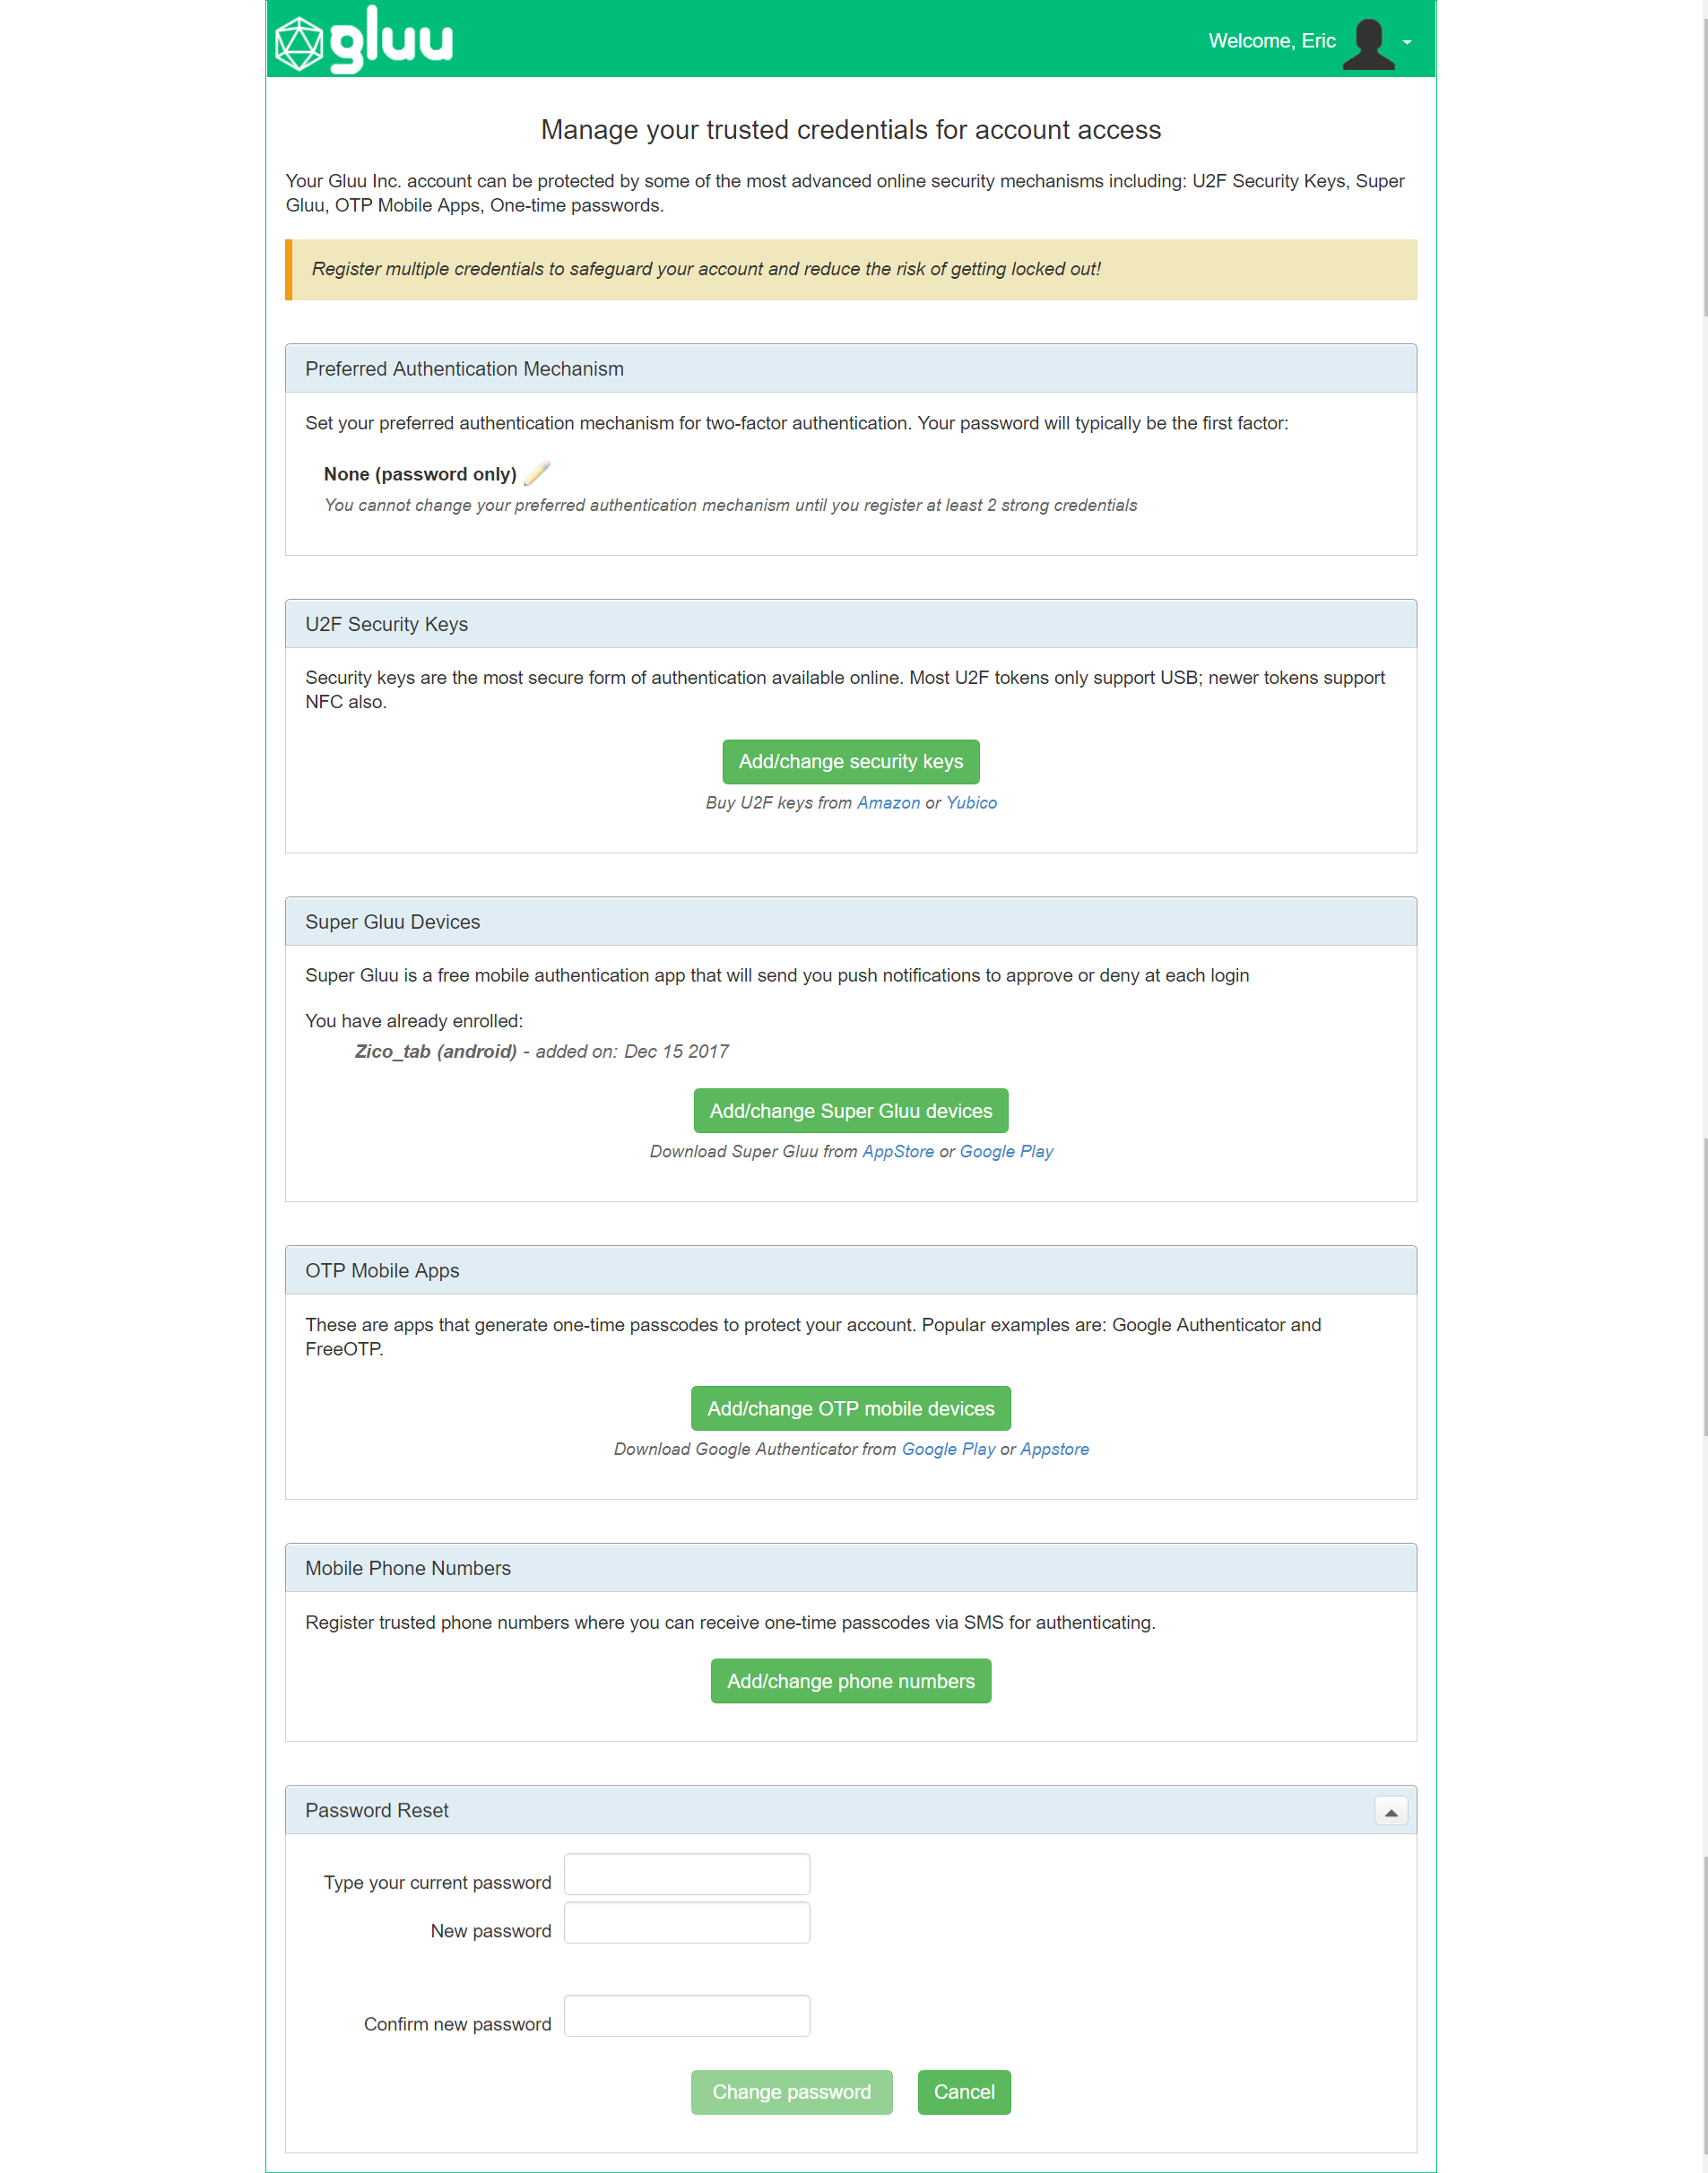 gluu
Welcome, Eric
Manage your trusted credentials for account access
Your Gluu Inc. account can be protected by some of the most advanced online security mechanisms including: U2F Security Keys, Super
Gluu, OTP Mobile Apps, One-time passwords.
Register multiple credentials to safeguard your account and reduce the risk of getting locked out!
Preferred Authentication Mechanism
Set your preferred authentication mechanism for two-factor authentication. Your password will typically be the first factor:
None (password only)
You cannot change your preferred authentication mechanism until you register at least 2 strong credentials
U2F Security Keys
Security keys are the most secure form of authentication available online. Most U2F tokens only support USB; newer tokens support
NFC also.
Add/change security keys
Buy U2F keys from Amazon or Yubico
Super Gluu Devices
Super Gluu is a free mobile authentication app that will send you push notifications to approve or deny at each login
You have already enrolled:
Zico_tab (android) - added on: Dec 15 2017
Add/change Super Gluu devices
Download Super Gluu from AppStore or Google Play
OTP Mobile Apps
These are apps that generate one-time passcodes to protect your account. Popular examples are: Google Authenticator and
FreeOTP.
Add/change OTP mobile devices
Download Google Authenticator from Google Play or Appstore
Mobile Phone Numbers
Register trusted phone numbers where you can receive one-time passcodes via SMS for authenticating.
Add/change phone numbers
Password Reset
Type your current password
New password
Confirm new password
Change password Cancel